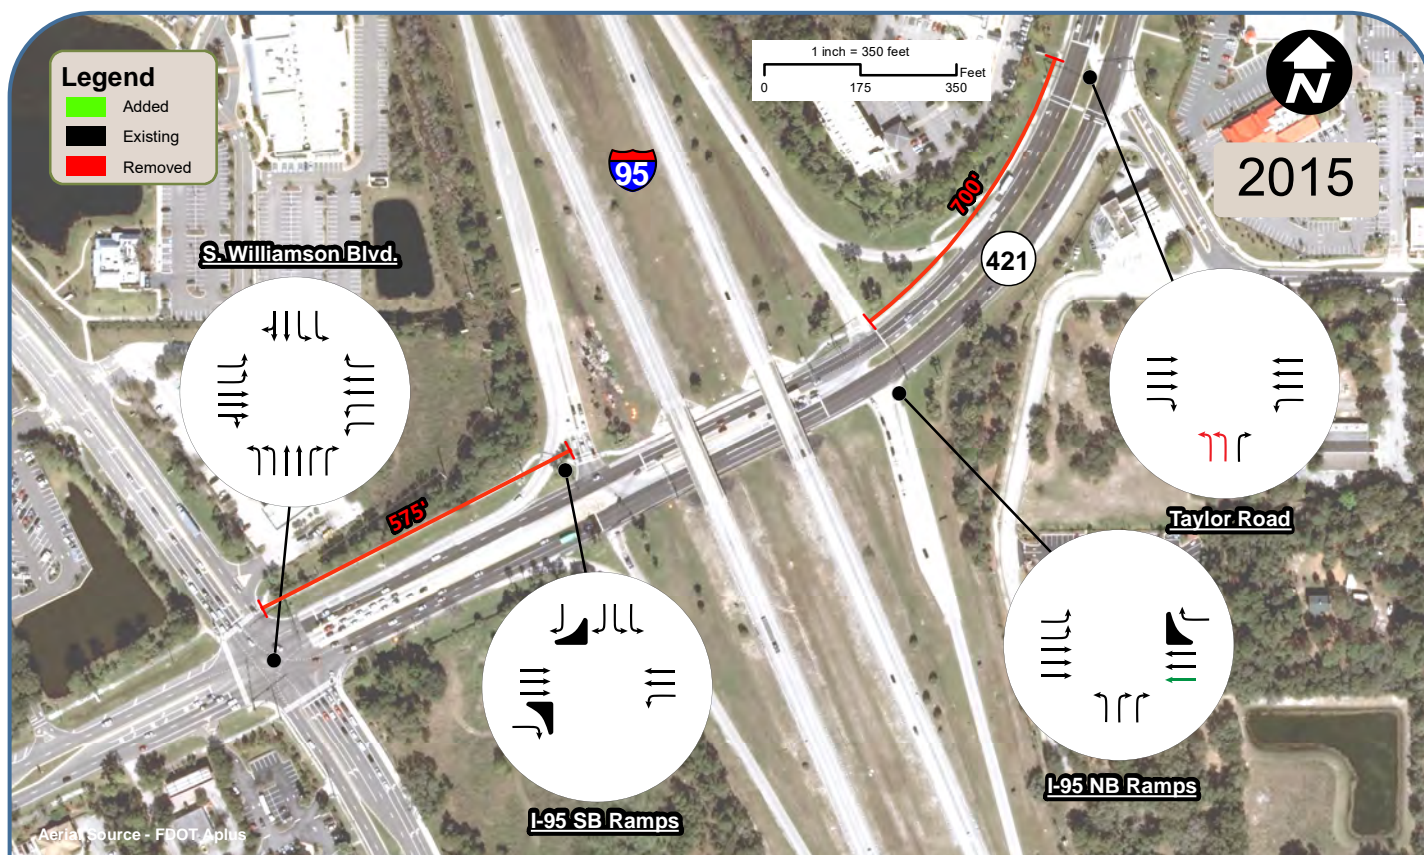 Legend
Added
Existing
Removed
1 inch = 350 feet
Feet
0 175 350
N
2015
95
700'
421
S. Williamson Blvd.
575'
Taylor Road
I-95 NB Ramps
I-95 SB Ramps
Aerial Source - FDOT Aplus